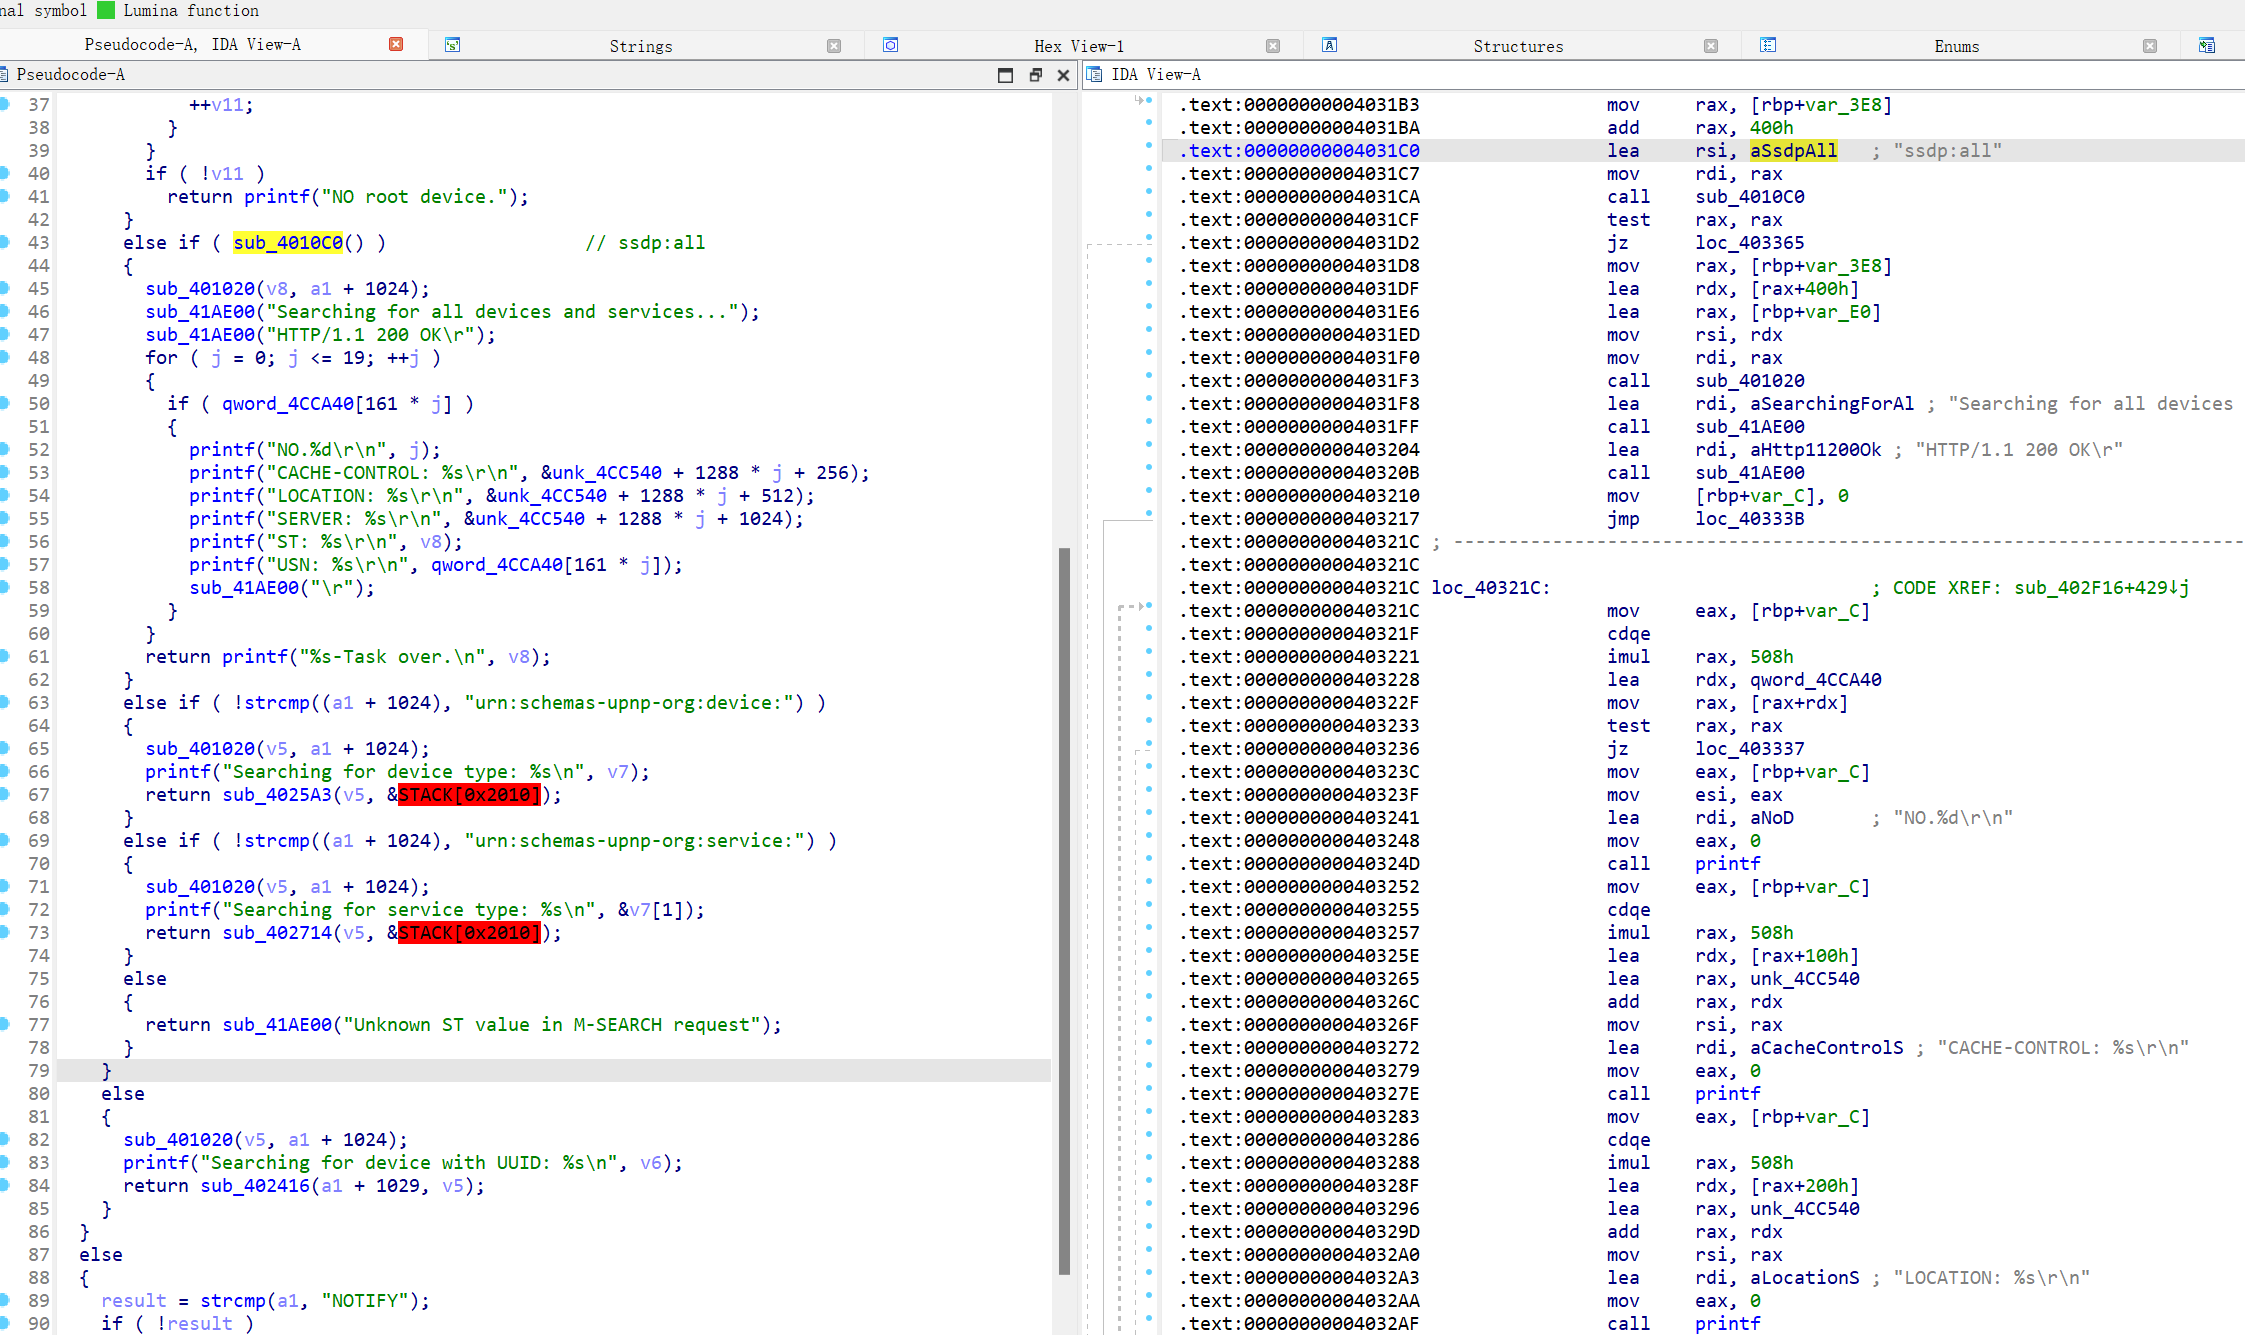 nal symbol Lumina function
Pseudocode-A, IDA View-A Strings Hex View-1 Structures Enums
Pseudocode-A
37 ++v11;
38 }
39 }
40 if ( !v11 )
41 return printf("NO root device.");
42 }
43 else if ( sub_4010C0() ) // ssdp:all
44 {
45 sub_401020(v8, a1 + 1024);
46 sub_41AE00("Searching for all devices and services...");
47 sub_41AE00("HTTP/1.1 200 OK\r");
48 for ( j = 0; j <= 19; ++j )
49 {
50 if ( qword_4CCA40[161 * j] )
51 {
52 printf("NO.%d\r\n", j);
53 printf("CACHE-CONTROL: %s\r\n", &unk_4CC540 + 1288 * j + 256);
54 printf("LOCATION: %s\r\n", &unk_4CC540 + 1288 * j + 512);
55 printf("SERVER: %s\r\n", &unk_4CC540 + 1288 * j + 1024);
56 printf("ST: %s\r\n", v8);
57 printf("USN: %s\r\n", qword_4CCA40[161 * j]);
58 sub_41AE00("\r");
59 }
60 }
61 return printf("%s-Task over.\n", v8);
62 }
63 else if ( !strcmp((a1 + 1024), "urn:schemas-upnp-org:device:") )
64 {
65 sub_401020(v5, a1 + 1024);
66 printf("Searching for device type: %s\n", v7);
67 return sub_4025A3(v5, &STACK[0x2010]);
68 }
69 else if ( !strcmp((a1 + 1024), "urn:schemas-upnp-org:service:") )
70 {
71 sub_401020(v5, a1 + 1024);
72 printf("Searching for service type: %s\n", &v7[1]);
73 return sub_402714(v5, &STACK[0x2010]);
74 }
75 else
76 {
77 return sub_41AE00("Unknown ST value in M-SEARCH request");
78 }
79 }
80 else
81 {
82 sub_401020(v5, a1 + 1024);
83 printf("Searching for device with UUID: %s\n", v6);
84 return sub_402416(a1 + 1029, v5);
85 }
86 }
87 else
88 {
89 result = strcmp(a1, "NOTIFY");
90 if ( !result )
IDA View-A
.text:00000000004031B3 mov rax, [rbp+var_3E8]
.text:00000000004031BA add rax, 400h
.text:00000000004031C0 lea rsi, aSsdpAll ; "ssdp:all"
.text:00000000004031C7 mov rdi, rax
.text:00000000004031CA call sub_4010C0
.text:00000000004031CF test rax, rax
.text:00000000004031D2 jz loc_403365
.text:00000000004031D8 mov rax, [rbp+var_3E8]
.text:00000000004031DF lea rdx, [rax+400h]
.text:00000000004031E6 lea rax, [rbp+var_E0]
.text:00000000004031ED mov rsi, rdx
.text:00000000004031F0 mov rdi, rax
.text:00000000004031F3 call sub_401020
.text:00000000004031F8 lea rdi, aSearchingForAl ; "Searching for all devices
.text:00000000004031FF call sub_41AE00
.text:0000000000403204 lea rdi, aHttp11200Ok ; "HTTP/1.1 200 OK\r"
.text:000000000040320B call sub_41AE00
.text:0000000000403210 mov [rbp+var_C], 0
.text:0000000000403217 jmp loc_40333B
.text:000000000040321C ; ---------------------------------------------------------------------------
.text:000000000040321C
.text:000000000040321C loc_40321C: ; CODE XREF: sub_402F16+429↓j
.text:000000000040321C mov eax, [rbp+var_C]
.text:000000000040321F cdqe
.text:0000000000403221 imul rax, 508h
.text:0000000000403228 lea rdx, qword_4CCA40
.text:000000000040322F mov rax, [rax+rdx]
.text:0000000000403233 test rax, rax
.text:0000000000403236 jz loc_403337
.text:000000000040323C mov eax, [rbp+var_C]
.text:000000000040323F mov esi, eax
.text:0000000000403241 lea rdi, aNoD ; "NO.%d\r\n"
.text:0000000000403248 mov eax, 0
.text:000000000040324D call printf
.text:0000000000403252 mov eax, [rbp+var_C]
.text:0000000000403255 cdqe
.text:0000000000403257 imul rax, 508h
.text:000000000040325E lea rdx, [rax+100h]
.text:0000000000403265 lea rax, unk_4CC540
.text:000000000040326C add rax, rdx
.text:000000000040326F mov rsi, rax
.text:0000000000403272 lea rdi, aCacheControlS ; "CACHE-CONTROL: %s\r\n"
.text:0000000000403279 mov eax, 0
.text:000000000040327E call printf
.text:0000000000403283 mov eax, [rbp+var_C]
.text:0000000000403286 cdqe
.text:0000000000403288 imul rax, 508h
.text:000000000040328F lea rdx, [rax+200h]
.text:0000000000403296 lea rax, unk_4CC540
.text:000000000040329D add rax, rdx
.text:00000000004032A0 mov rsi, rax
.text:00000000004032A3 lea rdi, aLocationS ; "LOCATION: %s\r\n"
.text:00000000004032AA mov eax, 0
.text:00000000004032AF call printf